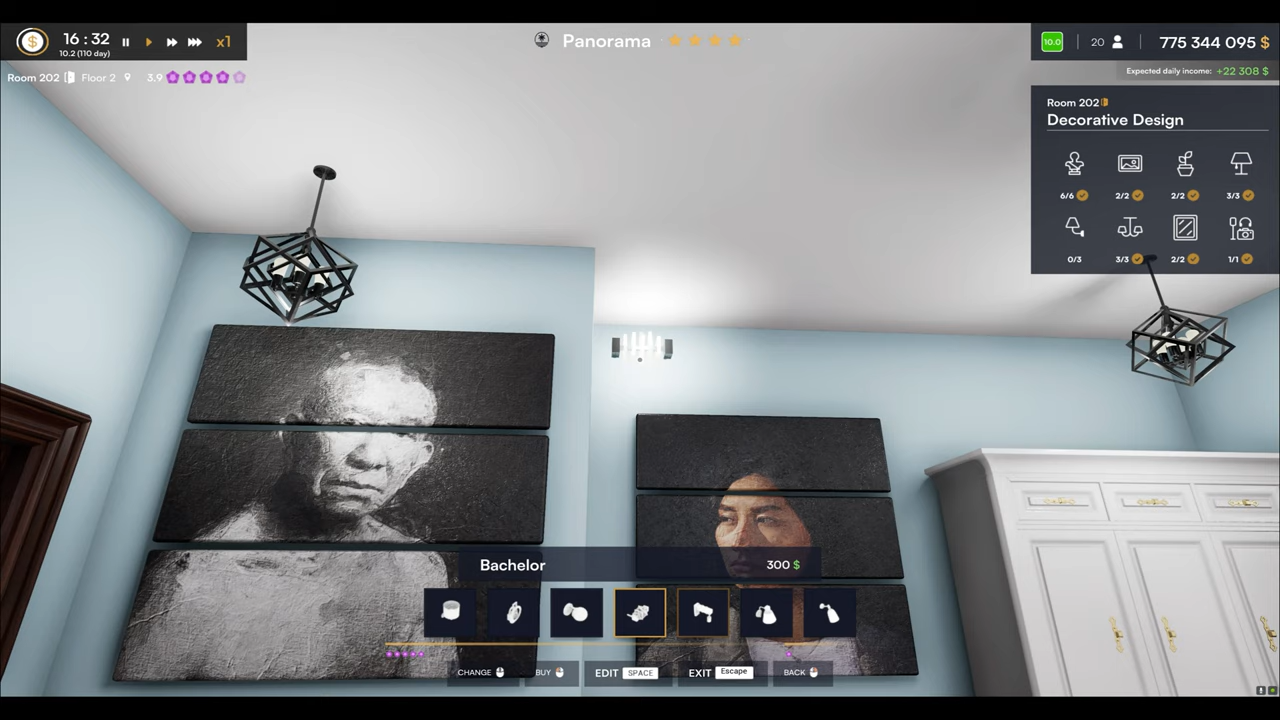 16 : 32
x1
10.2 (110 day)
Room 202
Floor 2
3.9
Panorama
10.0
20
775 344 095 $
Expected daily income: +22 308 $
Room 202
Decorative Design
6/6
2/2
2/2
3/3
0/3
3/3
2/2
1/1
Bachelor
300 $
CHANGE
BUY
EDIT SPACE
EXIT Escape
BACK